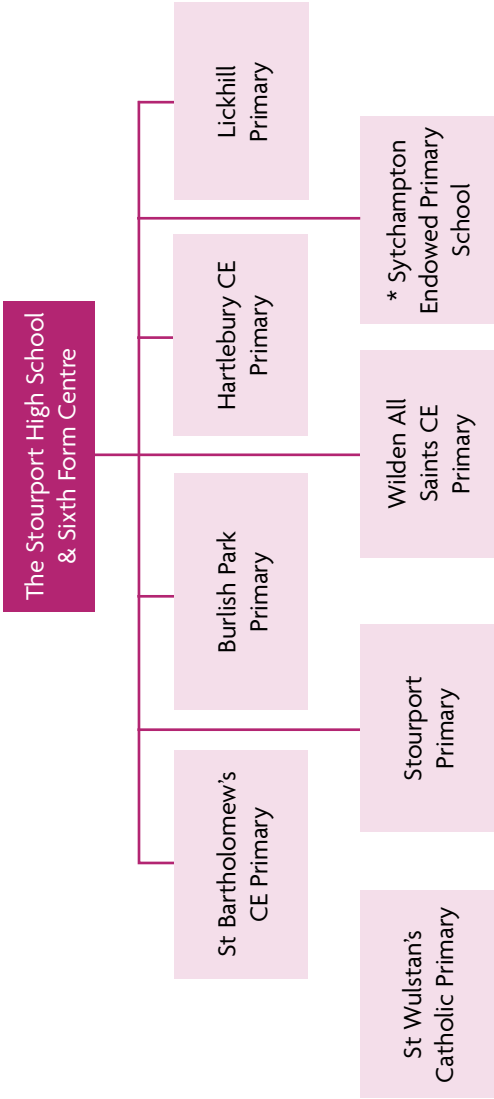 The Stourport High School
& Sixth Form Centre
St Bartholomew's
CE Primary
Burlish Park
Primary
Hartlebury CE
Primary
Lickhill
Primary
St Wulstan's
Catholic Primary
Stourport
Primary
Wilden All
Saints CE
Primary
* Sytchampton
Endowed Primary
School